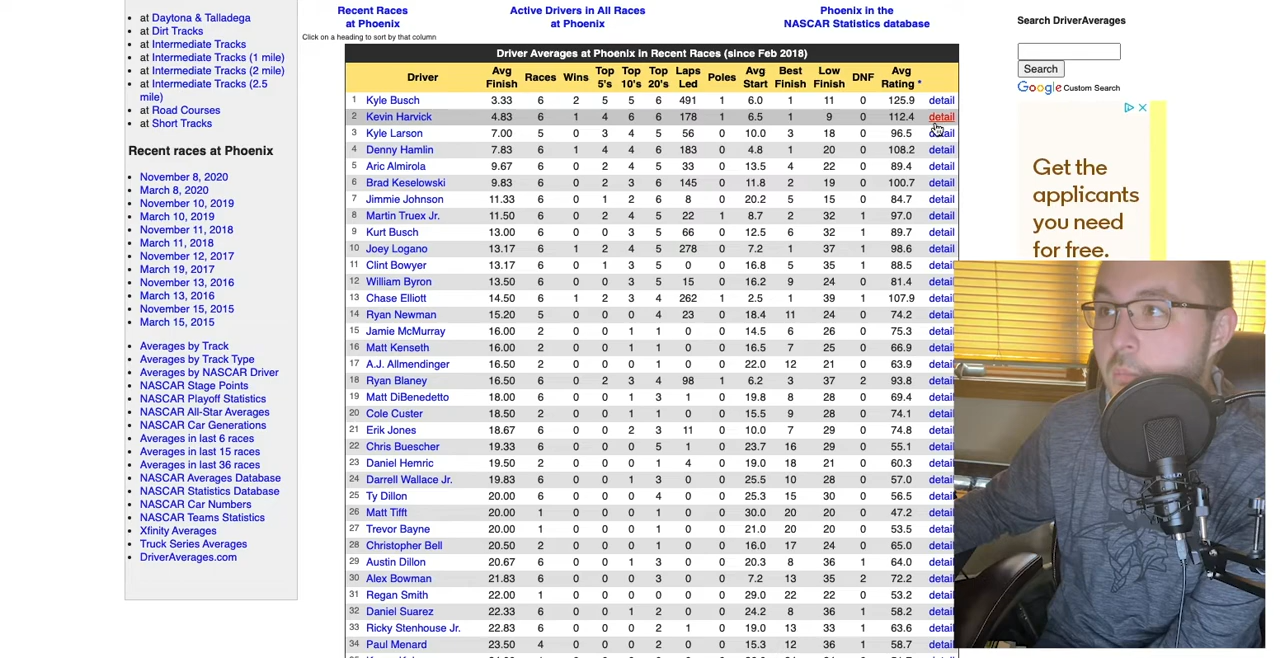 at Daytona & Talladega
at Dirt Tracks
at Intermediate Tracks
at Intermediate Tracks (1 mile)
at Intermediate Tracks (2 mile)
at Intermediate Tracks (2.5
mile)
at Road Courses
at Short Tracks
Recent races at Phoenix
November 8, 2020
March 8, 2020
November 10, 2019
March 10, 2019
November 11, 2018
March 11, 2018
November 12, 2017
March 19, 2017
November 13, 2016
March 13, 2016
November 15, 2015
March 15, 2015
Averages by Track
Averages by Track Type
Averages by NASCAR Driver
NASCAR Stage Points
NASCAR Playoff Statistics
NASCAR All-Star Averages
NASCAR Car Generations
Averages in last 6 races
Averages in last 15 races
Averages in last 36 races
NASCAR Averages Database
NASCAR Statistics Database
NASCAR Car Numbers
NASCAR Teams Statistics
Xfinity Averages
Truck Series Averages
DriverAverages.com
Recent Races
at Phoenix
Active Drivers in All Races
at Phoenix
Phoenix in the
NASCAR Statistics database
Click on a heading to sort by that column
Driver Averages at Phoenix in Recent Races (since Feb 2018)
Driver Avg Finish Races Wins Top 5's Top 10's Top 20's Laps Led Poles Avg Start Best Finish Low Finish DNF Avg Rating *
1 Kyle Busch 3.33 6 2 5 5 6 491 1 6.0 1 11 0 125.9 detail
2 Kevin Harvick 4.83 6 1 4 6 6 178 1 6.5 1 9 0 112.4 detail
3 Kyle Larson 7.00 5 0 3 4 5 56 0 10.0 3 18 0 96.5 detail
4 Denny Hamlin 7.83 6 1 4 4 6 183 0 4.8 1 20 0 108.2 detail
5 Aric Almirola 9.67 6 0 2 4 5 33 0 13.5 4 22 0 89.4 detail
6 Brad Keselowski 9.83 6 0 2 3 6 145 0 11.8 2 19 0 100.7 detail
7 Jimmie Johnson 11.33 6 0 1 2 6 8 0 20.2 5 15 0 84.7 detail
8 Martin Truex Jr. 11.50 6 0 2 4 5 22 1 8.7 2 32 1 97.0 detail
9 Kurt Busch 13.00 6 0 0 3 5 66 0 12.5 6 32 1 89.7 detail
10 Joey Logano 13.17 6 1 2 4 5 278 0 7.2 1 37 1 98.6 detail
11 Clint Bowyer 13.17 6 0 1 3 5 0 0 16.8 5 35 1 88.5 detail
12 William Byron 13.50 6 0 0 3 5 15 0 16.2 9 24 0 81.4 detail
13 Chase Elliott 14.50 6 1 2 3 4 262 1 2.5 1 39 1 107.9 detail
14 Ryan Newman 15.20 5 0 0 0 4 23 0 18.4 11 24 0 74.2 detail
15 Jamie McMurray 16.00 2 0 0 1 1 0 0 14.5 6 26 0 75.3 detail
16 Matt Kenseth 16.00 2 0 0 1 1 0 0 16.5 7 25 0 66.9 detail
17 A.J. Allmendinger 16.50 2 0 0 0 1 0 0 22.0 12 21 0 63.9 detail
18 Ryan Blaney 16.50 6 0 2 3 4 98 1 6.2 3 37 2 93.8 detail
19 Matt DiBenedetto 18.00 6 0 0 1 3 1 0 19.8 8 28 0 69.4 detail
20 Cole Custer 18.50 2 0 0 1 1 0 0 15.5 9 28 0 74.1 detail
21 Erik Jones 18.67 6 0 0 2 3 11 0 10.0 7 29 0 74.8 detail
22 Chris Buescher 19.33 6 0 0 0 5 1 0 23.7 16 29 0 55.1 detail
23 Daniel Hemric 19.50 2 0 0 0 1 4 0 19.0 18 21 0 60.3 detail
24 Darrell Wallace Jr. 19.83 6 0 0 1 3 0 0 25.5 10 28 0 57.0 detail
25 Ty Dillon 20.00 6 0 0 0 4 0 0 25.3 15 30 0 56.5 detail
26 Matt Tifft 20.00 1 0 0 0 1 0 0 30.0 20 20 0 47.2 detail
27 Trevor Bayne 20.00 1 0 0 0 1 0 0 21.0 20 20 0 53.5 detail
28 Christopher Bell 20.50 2 0 0 0 1 0 0 16.0 17 24 0 65.0 detail
29 Austin Dillon 20.67 6 0 0 1 3 0 0 20.3 8 36 1 64.0 detail
30 Alex Bowman 21.83 6 0 0 0 3 0 0 7.2 13 35 2 72.2 detail
31 Regan Smith 22.00 1 0 0 0 0 0 0 29.0 22 22 0 53.2 detail
32 Daniel Suarez 22.33 6 0 0 1 2 0 0 24.2 8 36 1 58.2 detail
33 Ricky Stenhouse Jr. 22.83 6 0 0 0 2 1 0 19.0 13 33 1 63.6 detail
34 Paul Menard 23.50 4 0 0 0 2 0 0 15.3 12 36 1 58.7 detail
Search DriverAverages
Search
Google Custom Search
Get the
applicants
you need
for free.